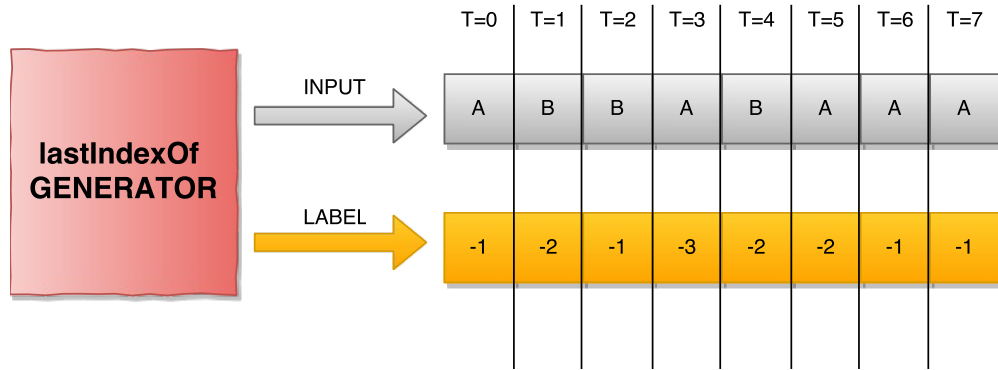 T=0 T=1 T=2 T=3 T=4 T=5 T=6 T=7
lastIndexOf
GENERATOR
INPUT
A B B A B A A A
LABEL
-1 -2 -1 -3 -2 -2 -1 -1